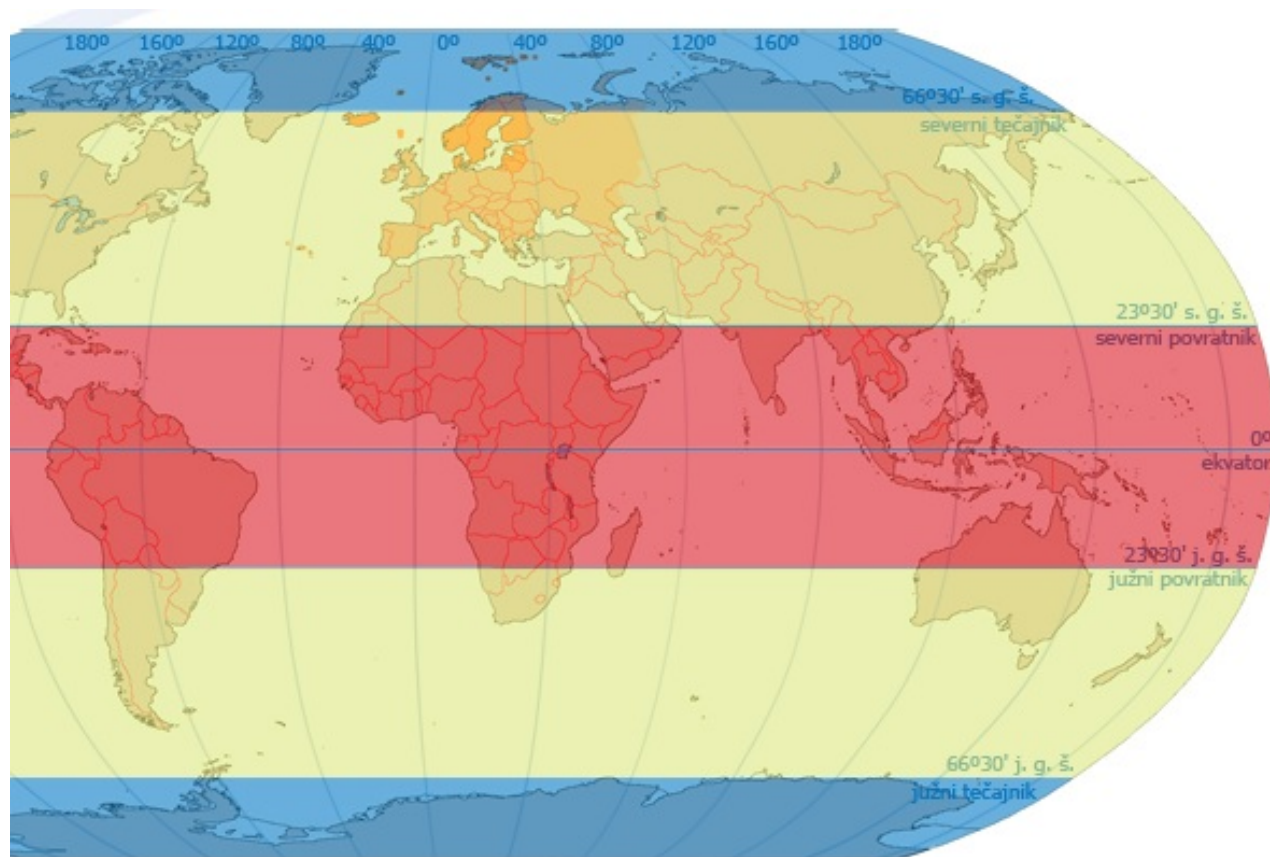 180º 160º 120º 80º 40º 0º 40º 80º 120º 160º 180º
66º30' s. g. š.
severni tečajnik
23º30' s. g. š.
severni povratnik
0º
ekvator
23º30' j. g. š.
južni povratnik
66º30' j. g. š.
južni tečajnik